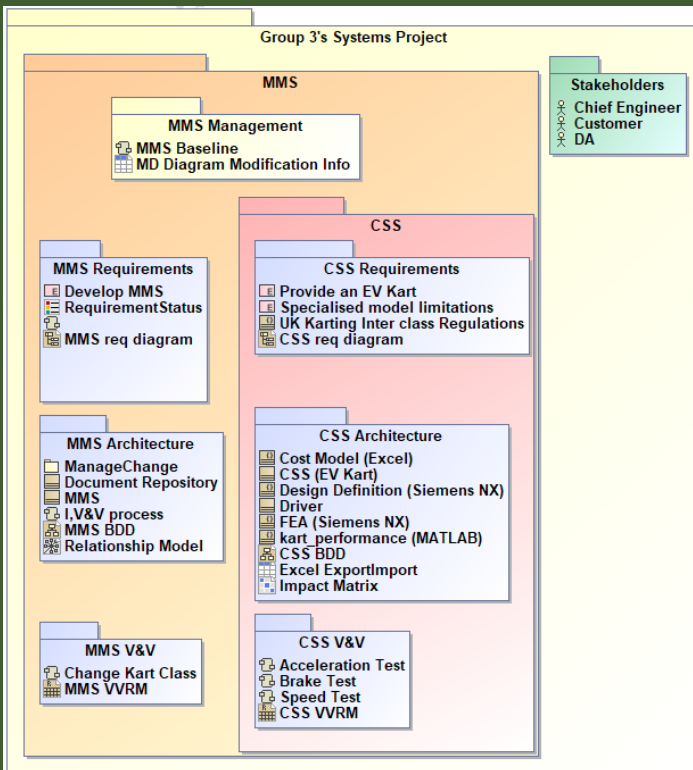 Group 3's Systems Project
MMS
Stakeholders
Chief Engineer
Customer
DA
MMS Management
MMS Baseline
MD Diagram Modification Info
CSS
MMS Requirements
E Develop MMS
RequirementStatus
MMS req diagram
CSS Requirements
E Provide an EV Kart
E Specialised model limitations
UK Karting Inter class Regulations
CSS req diagram
MMS Architecture
ManageChange
Document Repository
MMS
I,V&V process
MMS BDD
Relationship Model
CSS Architecture
Cost Model (Excel)
CSS (EV Kart)
Design Definition (Siemens NX)
Driver
FEA (Siemens NX)
kart_performance (MATLAB)
CSS BDD
Excel ExportImport
Impact Matrix
MMS V&V
Change Kart Class
MMS VVRM
CSS V&V
Acceleration Test
Brake Test
Speed Test
CSS VVRM